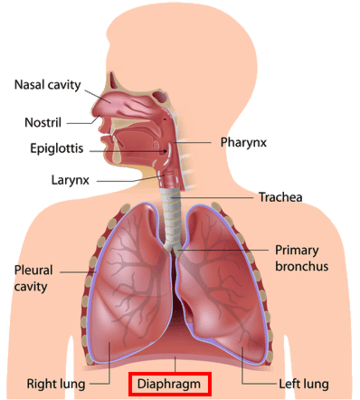 Nasal cavity
Nostril
Epiglottis
Pharynx
Larynx
Trachea
Primary
bronchus
Pleural
cavity
Right lung
Diaphragm
Left lung